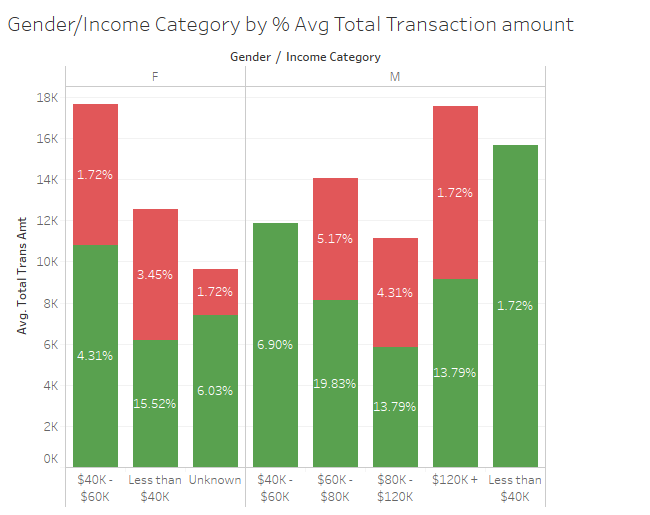 Gender/Income Category by % Avg Total Transaction amount
Gender / Income Category
F
M
Avg. Total Trans Amt
18K
16K
14K
12K
10K
8K
6K
4K
2K
0K
1.72%
4.31%
3.45%
15.52%
1.72%
6.03%
6.90%
5.17%
19.83%
4.31%
13.79%
1.72%
13.79%
1.72%
$40K -
$60K
Less than
$40K
Unknown
$40K -
$60K
$60K -
$80K
$80K -
$120K
$120K +
Less than
$40K